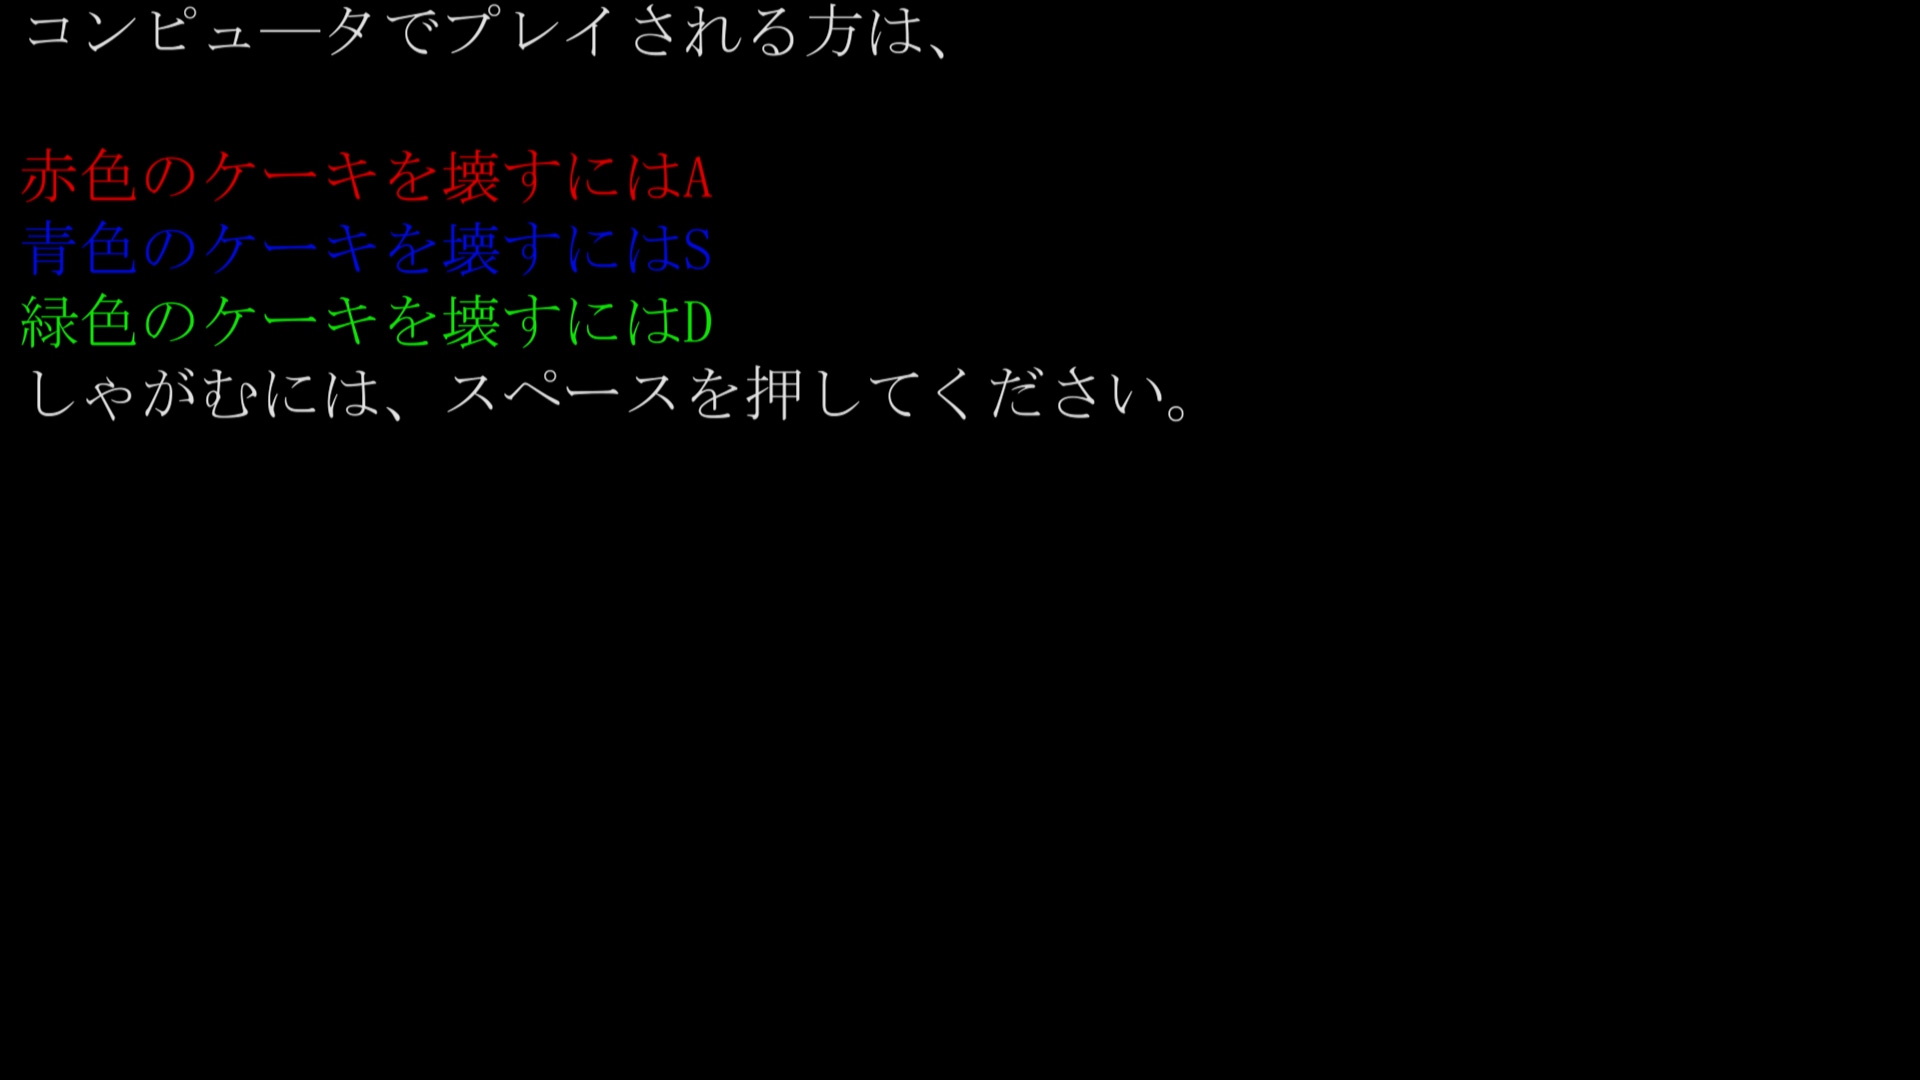 コンピュ―タでプレイされる方は、
赤色のケーキを壊すにはA
青色のケーキを壊すにはS
緑色のケーキを壊すにはD
しゃがむには、スペースを押してください。